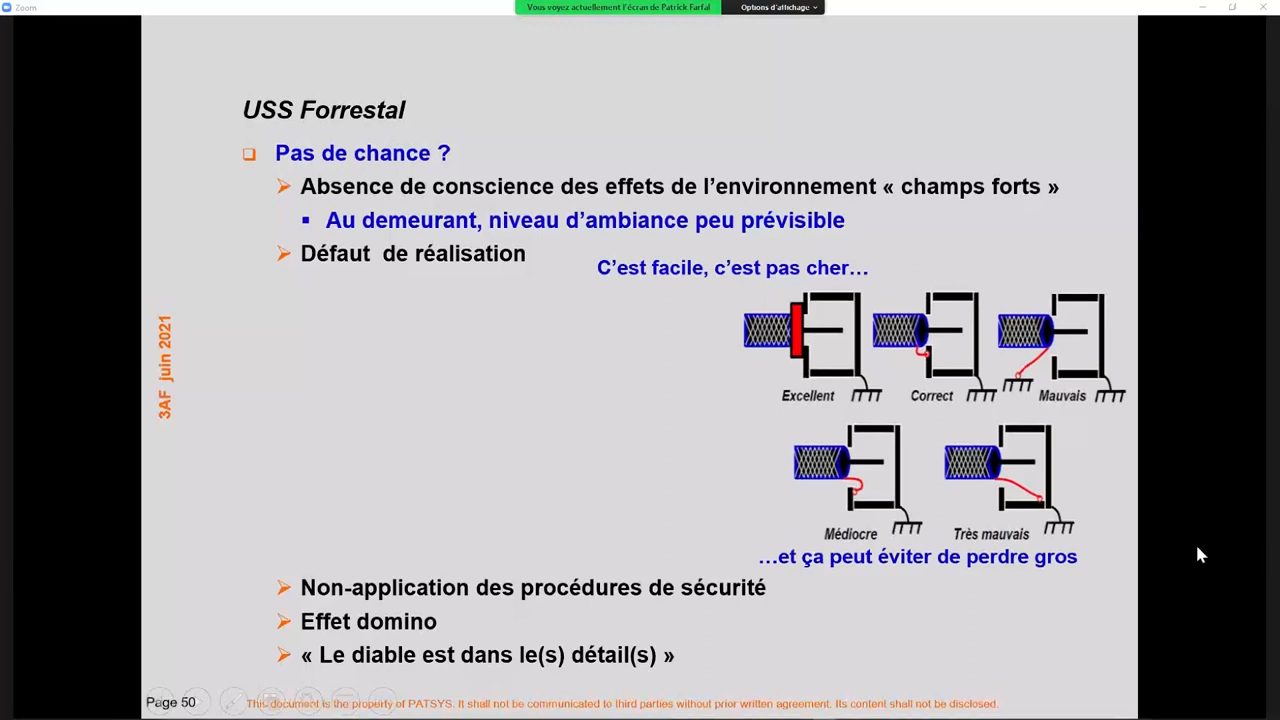 Zoom
Vous voyez actuellement l'écran de Patrick Farfal
Options d'affichage
USS Forrestal
Pas de chance ?
Absence de conscience des effets de l'environnement « champs forts »
Au demeurant, niveau d'ambiance peu prévisible
Défaut de réalisation
C'est facile, c'est pas cher…
3AF juin 2021
Excellent
Correct
Mauvais
Médiocre
Très mauvais
…et ça peut éviter de perdre gros
Non-application des procédures de sécurité
Effet domino
« Le diable est dans le(s) détail(s) »
Page 50
This document is the property of PATSYS. It shall not be communicated to third parties without prior written agreement. Its content shall not be disclosed.